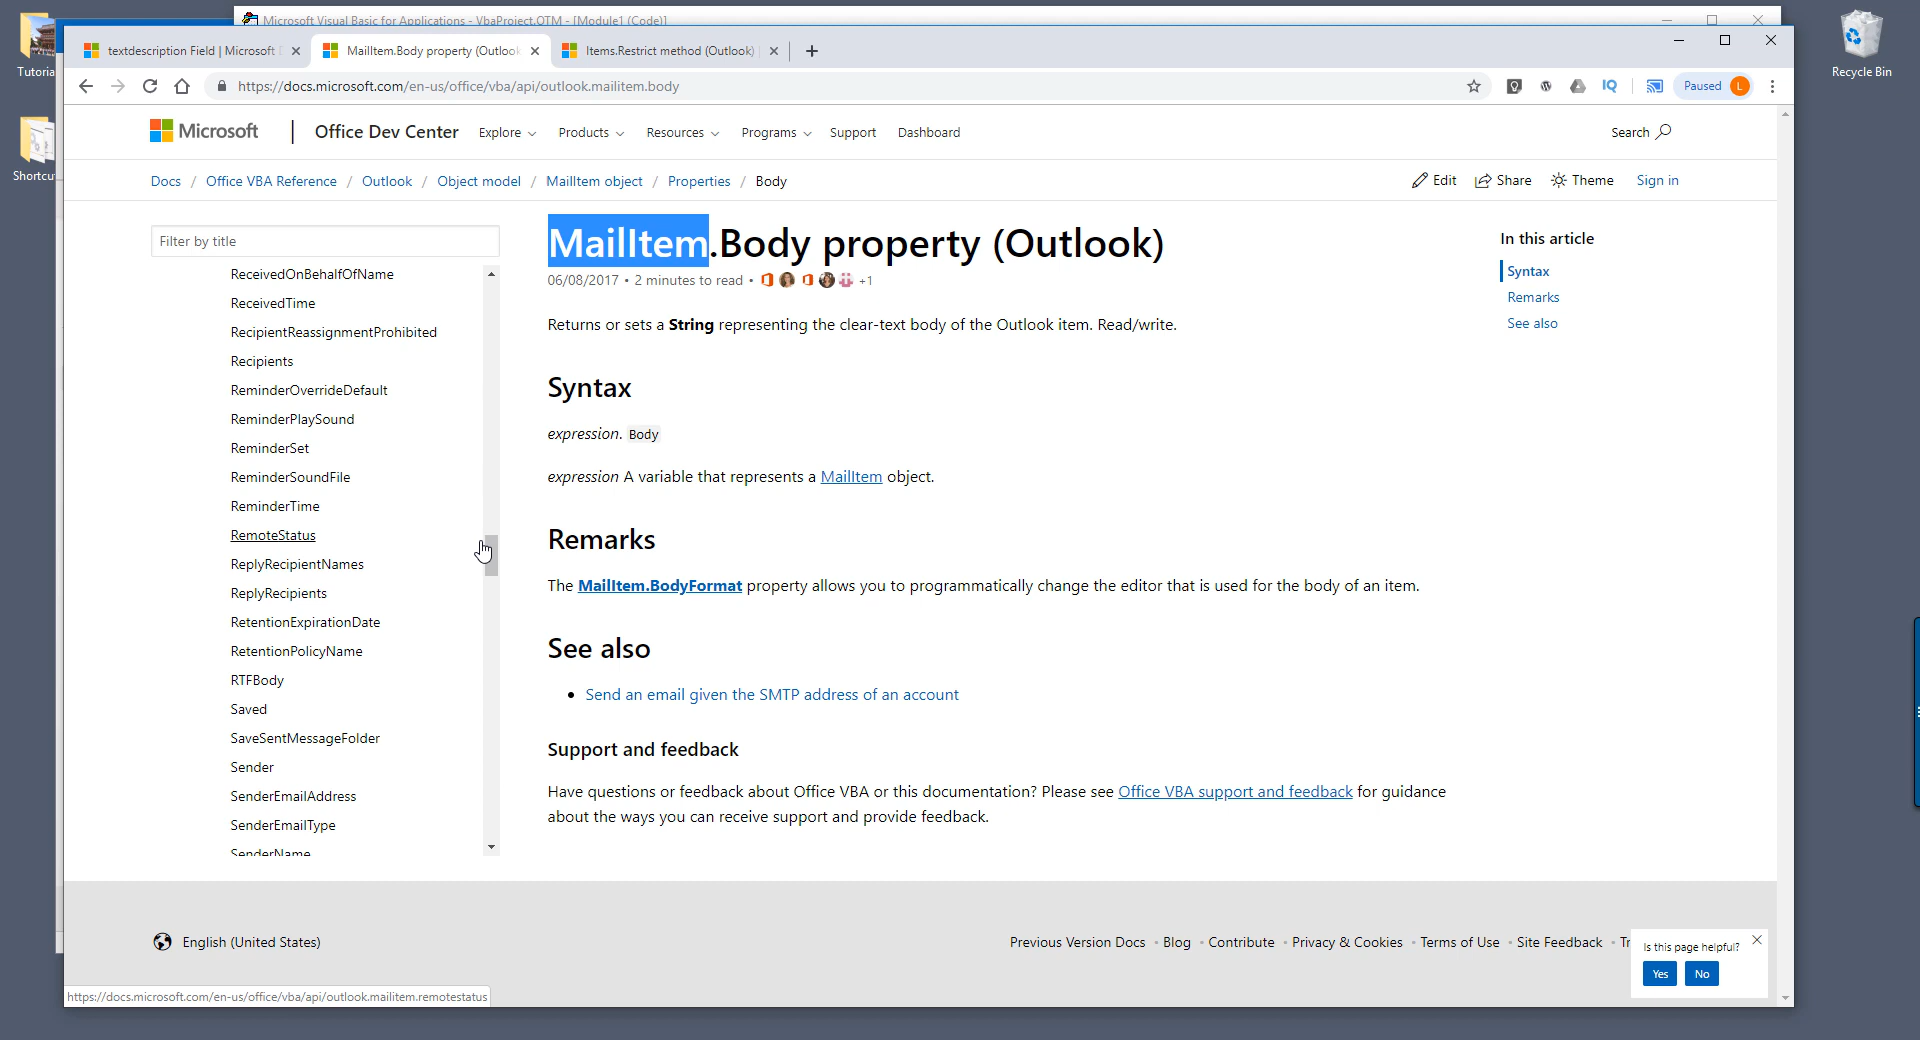 Microsoft Visual Basic for Applications - VbaProject.OTM - [Module1 (Code)]
Tutoria
Shortcu
Recycle Bin
textdescription Field | Microsoft
MailItem.Body property (Outlook
Items.Restrict method (Outlook)
https://docs.microsoft.com/en-us/office/vba/api/outlook.mailitem.body
IQ
Paused
L
Microsoft
Office Dev Center
Explore
Products
Resources
Programs
Support
Dashboard
Search
Docs / Office VBA Reference / Outlook / Object model / MailItem object / Properties / Body
Edit
Share
Theme
Sign in
Filter by title
ReceivedOnBehalfOfName
ReceivedTime
RecipientReassignmentProhibited
Recipients
ReminderOverrideDefault
ReminderPlaySound
ReminderSet
ReminderSoundFile
ReminderTime
RemoteStatus
ReplyRecipientNames
ReplyRecipients
RetentionExpirationDate
RetentionPolicyName
RTFBody
Saved
SaveSentMessageFolder
Sender
SenderEmailAddress
SenderEmailType
SenderName
MailItem.Body property (Outlook)
06/08/2017 • 2 minutes to read • +1
Returns or sets a String representing the clear-text body of the Outlook item. Read/write.
Syntax
expression. Body
expression A variable that represents a MailItem object.
Remarks
The MailItem.BodyFormat property allows you to programmatically change the editor that is used for the body of an item.
See also
• Send an email given the SMTP address of an account
Support and feedback
Have questions or feedback about Office VBA or this documentation? Please see Office VBA support and feedback for guidance
about the ways you can receive support and provide feedback.
In this article
Syntax
Remarks
See also
English (United States)
Previous Version Docs • Blog • Contribute • Privacy & Cookies • Terms of Use • Site Feedback • Tr
Is this page helpful?
Yes
No
https://docs.microsoft.com/en-us/office/vba/api/outlook.mailitem.remotestatus